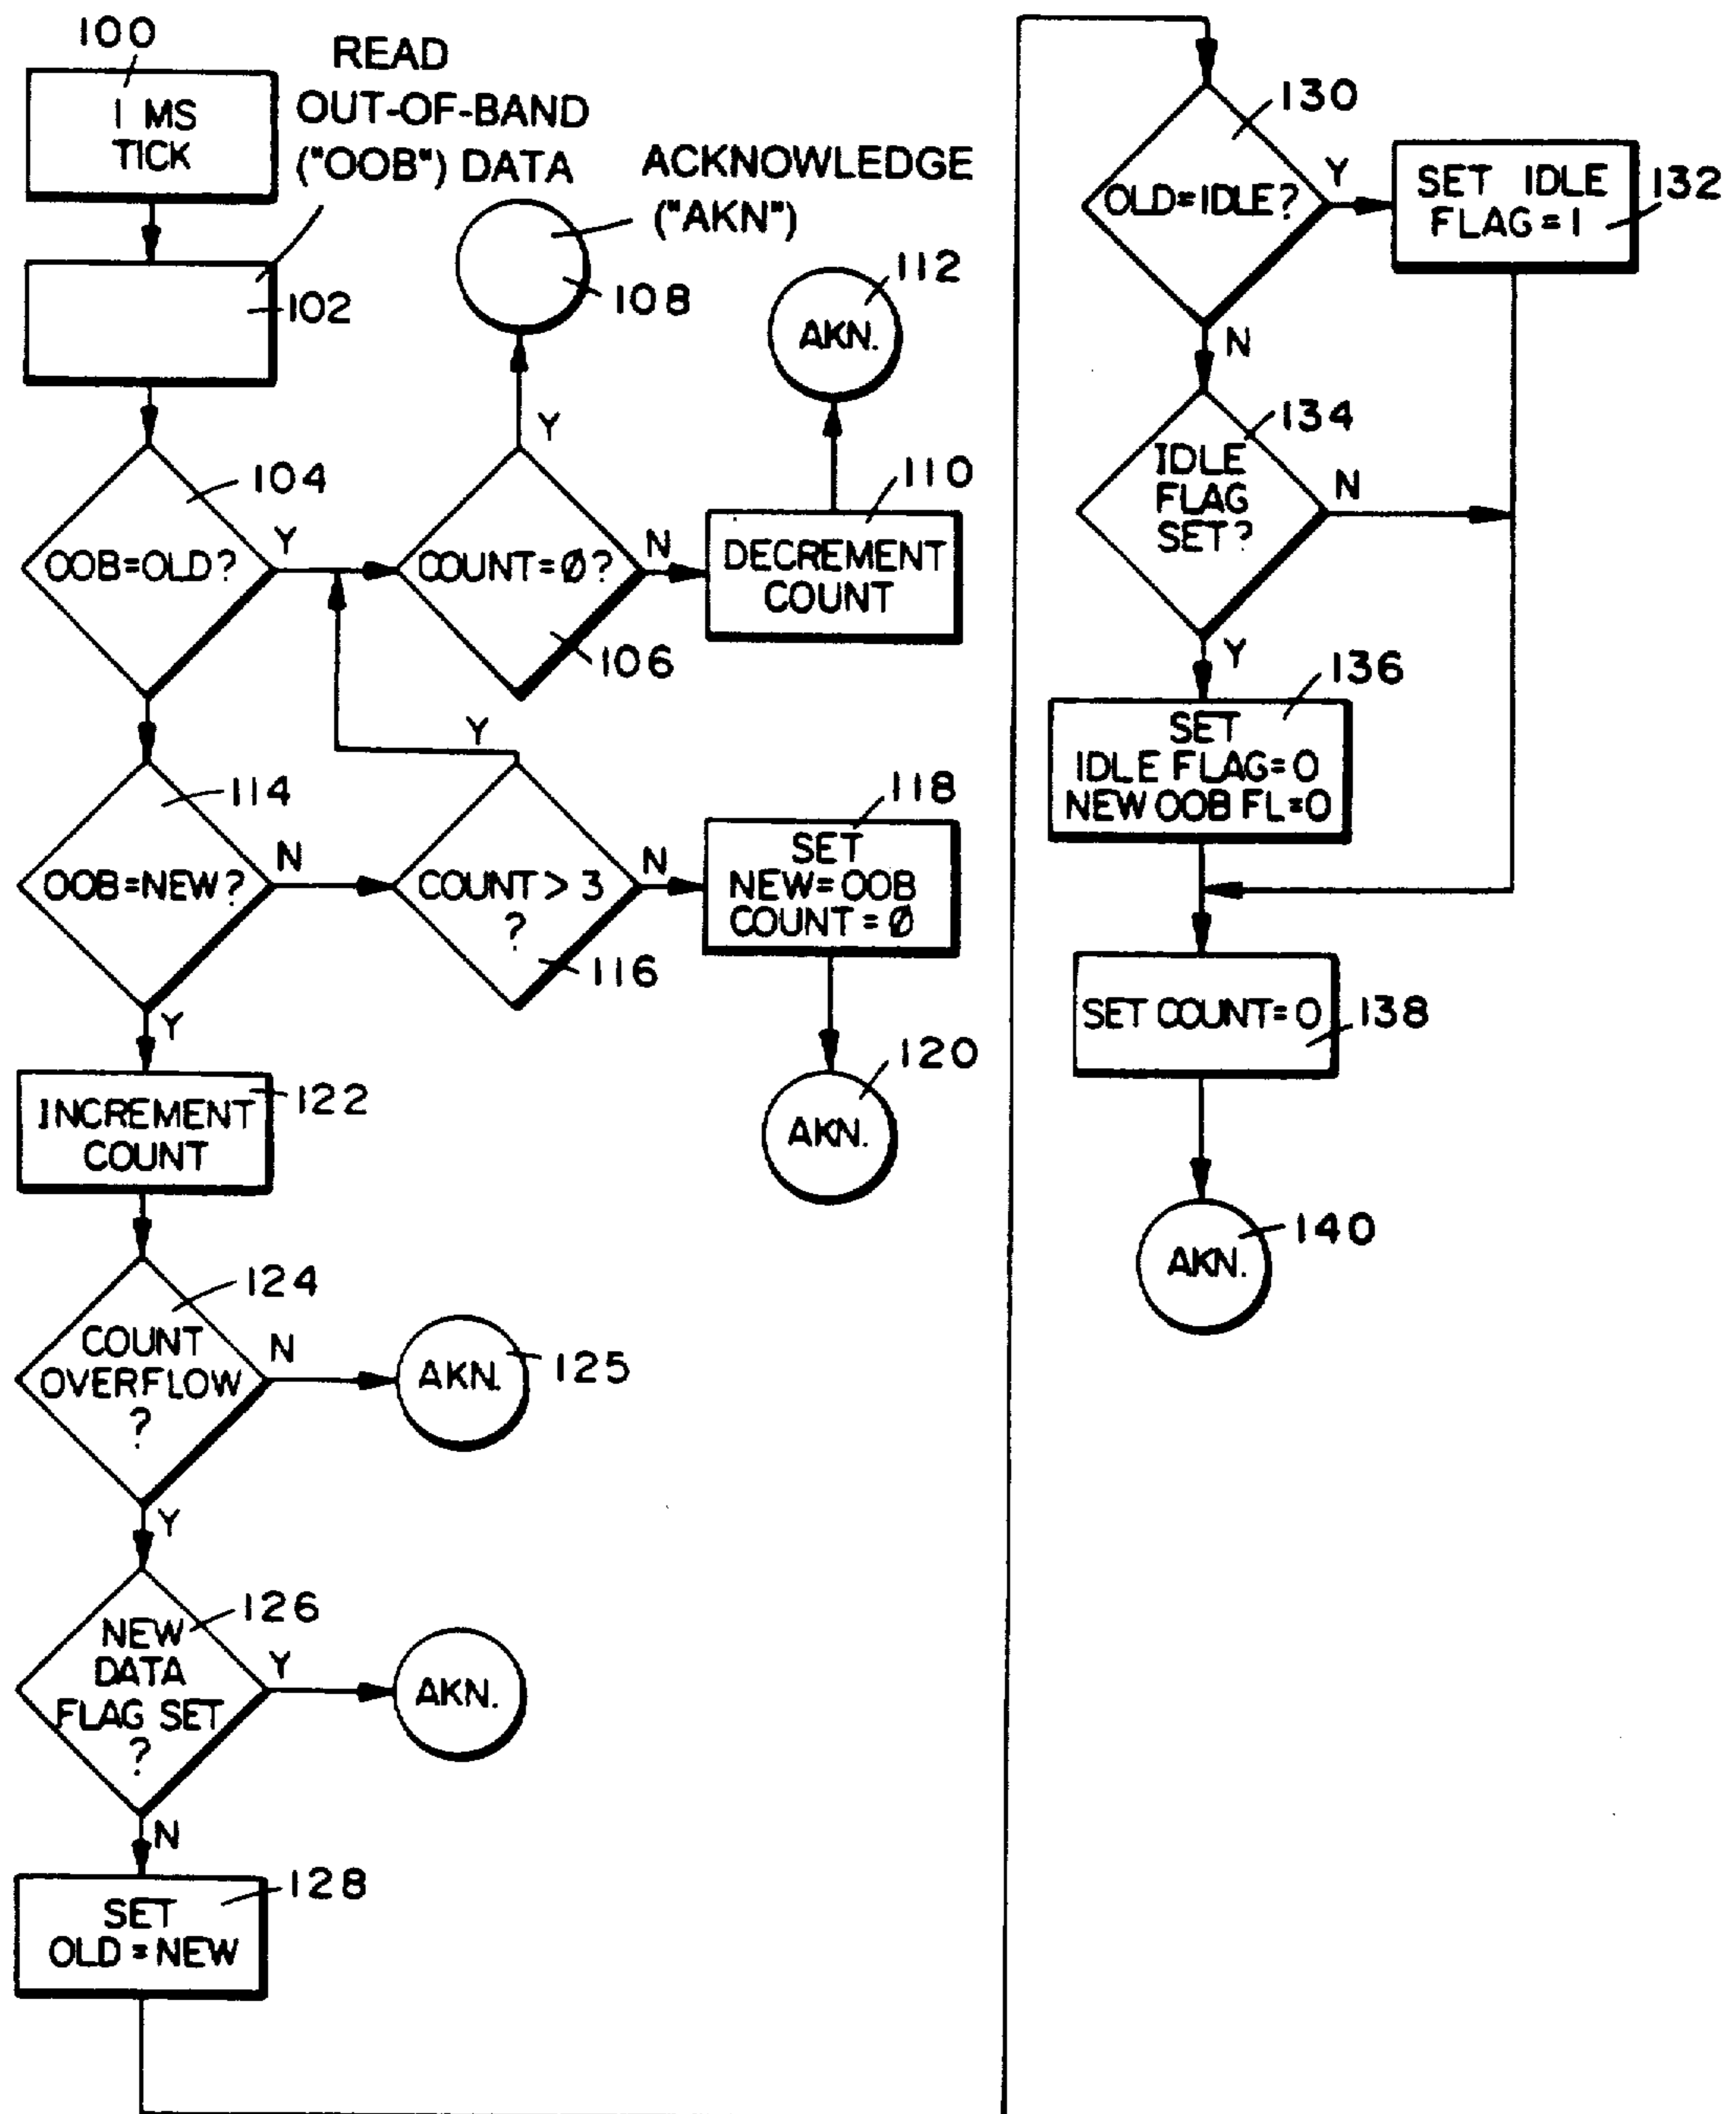 100
1 MS
TICK
READ
OUT-OF-BAND
("OOB") DATA
102
ACKNOWLEDGE
("AKN")
108
112
AKN.
104
OOB=OLD?
Y
Y
COUNT=Ø?
106
N
110
DECREMENT
COUNT
114
OOB=NEW?
N
Y
COUNT> 3
?
116
N
118
SET
NEW=OOB
COUNT=Ø
120
AKN.
Y
122
INCREMENT
COUNT
124
COUNT
OVERFLOW
?
N
AKN.
125
Y
126
NEW
DATA
FLAG SET
?
Y
AKN.
N
128
SET
OLD=NEW
130
OLD=IDLE?
Y
SET IDLE
FLAG=1
132
N
134
IDLE
FLAG
SET?
N
Y
136
SET
IDLE FLAG=0
NEW OOB FL=0
SET COUNT=0
138
AKN.
140